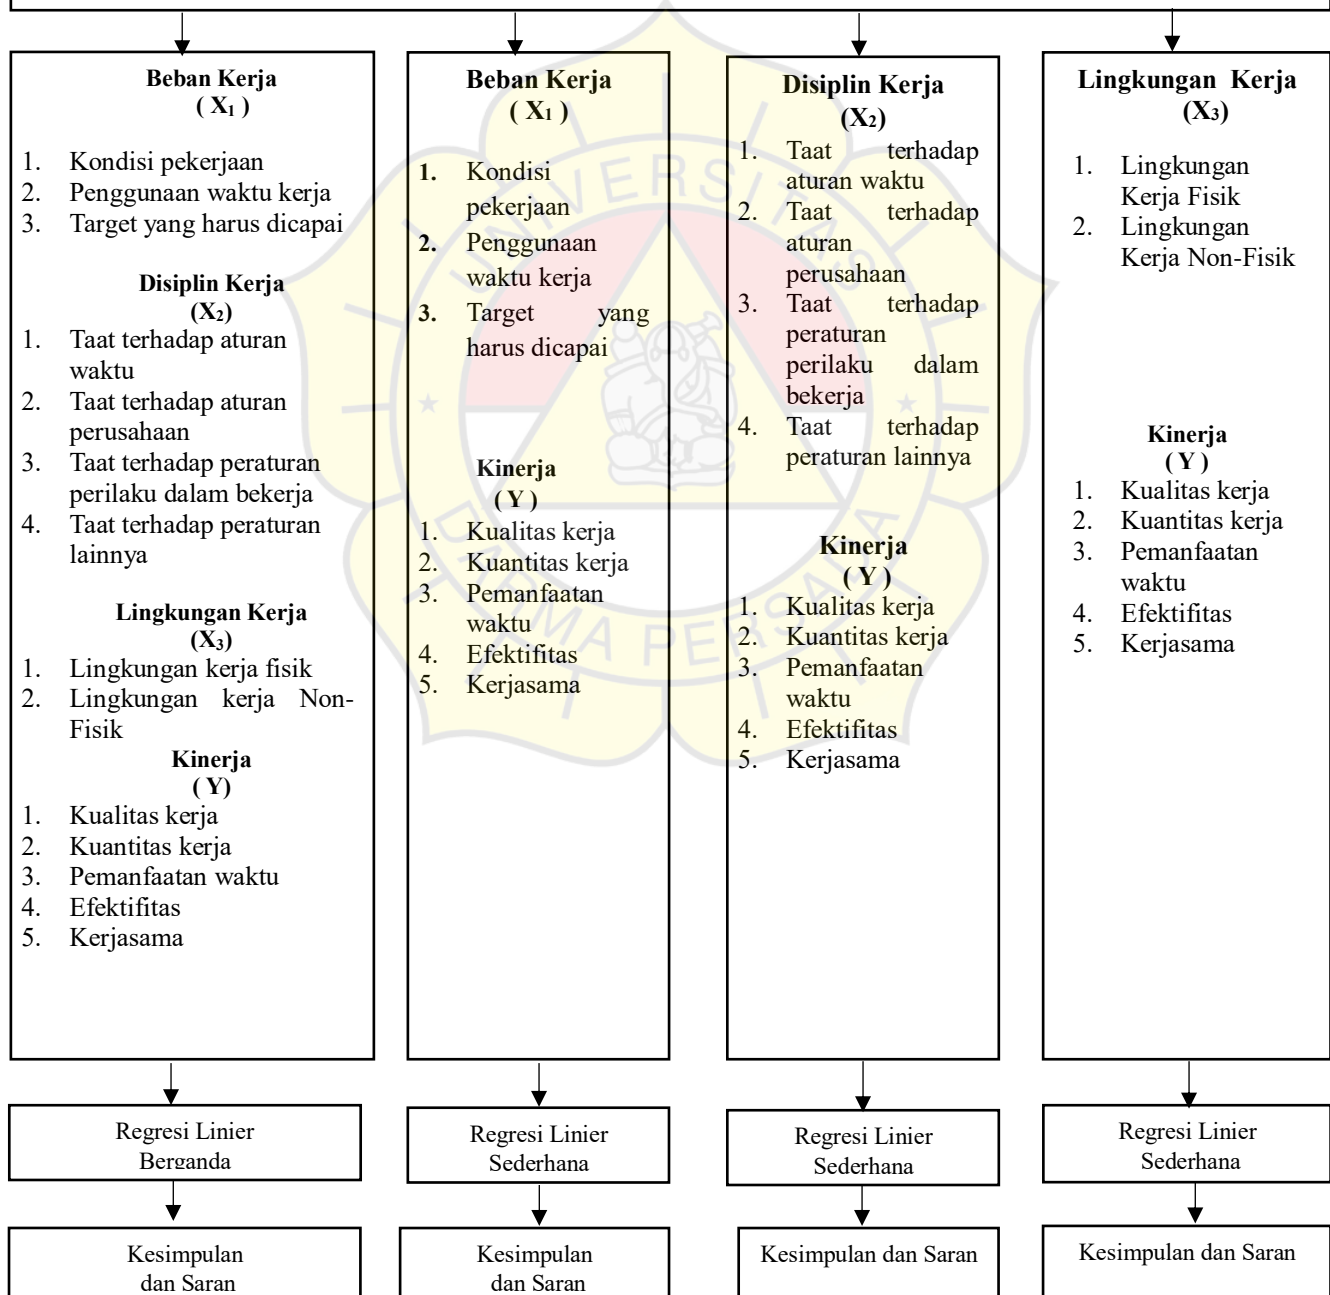 Beban Kerja
( X₁ )
1. Kondisi pekerjaan
2. Penggunaan waktu kerja
3. Target yang harus dicapai
Disiplin Kerja
(X₂)
1. Taat terhadap aturan
waktu
2. Taat terhadap aturan
perusahaan
3. Taat terhadap peraturan
perilaku dalam bekerja
4. Taat terhadap peraturan
lainnya
Lingkungan Kerja
(X₃)
1. Lingkungan kerja fisik
2. Lingkungan kerja Non-
Fisik
Kinerja
( Y)
1. Kualitas kerja
2. Kuantitas kerja
3. Pemanfaatan waktu
4. Efektifitas
5. Kerjasama
Regresi Linier
Berganda
Kesimpulan
dan Saran
Beban Kerja
( X₁ )
1. Kondisi
pekerjaan
2. Penggunaan
waktu kerja
3. Target yang
harus dicapai
Kinerja
( Y )
1. Kualitas kerja
2. Kuantitas kerja
3. Pemanfaatan
waktu
4. Efektifitas
5. Kerjasama
Regresi Linier
Sederhana
Kesimpulan
dan Saran
Disiplin Kerja
(X₂)
1. Taat terhadap
aturan waktu
2. Taat terhadap
aturan
perusahaan
3. Taat terhadap
peraturan
perilaku dalam
bekerja
4. Taat terhadap
peraturan lainnya
Kinerja
( Y )
1. Kualitas kerja
2. Kuantitas kerja
3. Pemanfaatan
waktu
4. Efektifitas
5. Kerjasama
Regresi Linier
Sederhana
Kesimpulan dan Saran
Lingkungan Kerja
(X₃)
1. Lingkungan
Kerja Fisik
2. Lingkungan
Kerja Non-Fisik
Kinerja
( Y )
1. Kualitas kerja
2. Kuantitas kerja
3. Pemanfaatan
waktu
4. Efektifitas
5. Kerjasama
Regresi Linier
Sederhana
Kesimpulan dan Saran
UNIVERSITAS
DARMA PERSADA